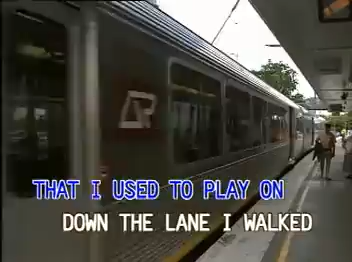 THAT I USED TO PLAY ON
DOWN THE LANE I WALKED